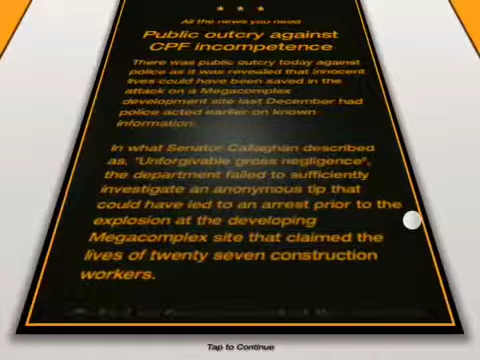 ★ ★ ★
All the news you need
Public outcry against
CPF incompetence
There was public outcry today against
police as it was revealed that innocent
lives could have been saved in the
attack on a Megacomplex
development site last December had
police acted earlier on known
information.
In what Senator Callaghan described
as, "Unforgivable gross negligence",
the department failed to sufficiently
investigate an anonymous tip that
could have led to an arrest prior to the
explosion at the developing
Megacomplex site that claimed the
lives of twenty seven construction
workers.
Tap to Continue